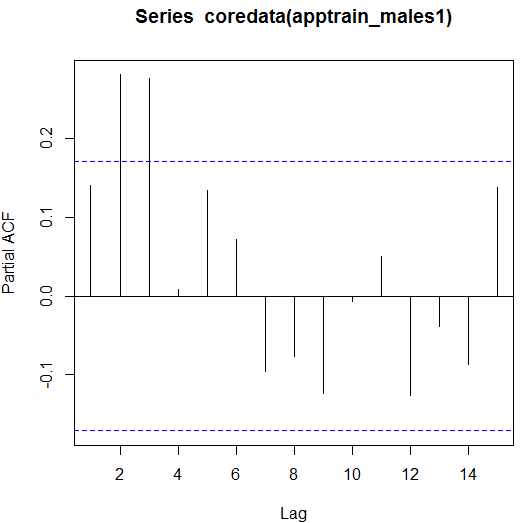 Series coredata(apptrain_males1)
Partial ACF
0.2
0.1
0.0
-0.1
2 4 6 8 10 12 14
Lag